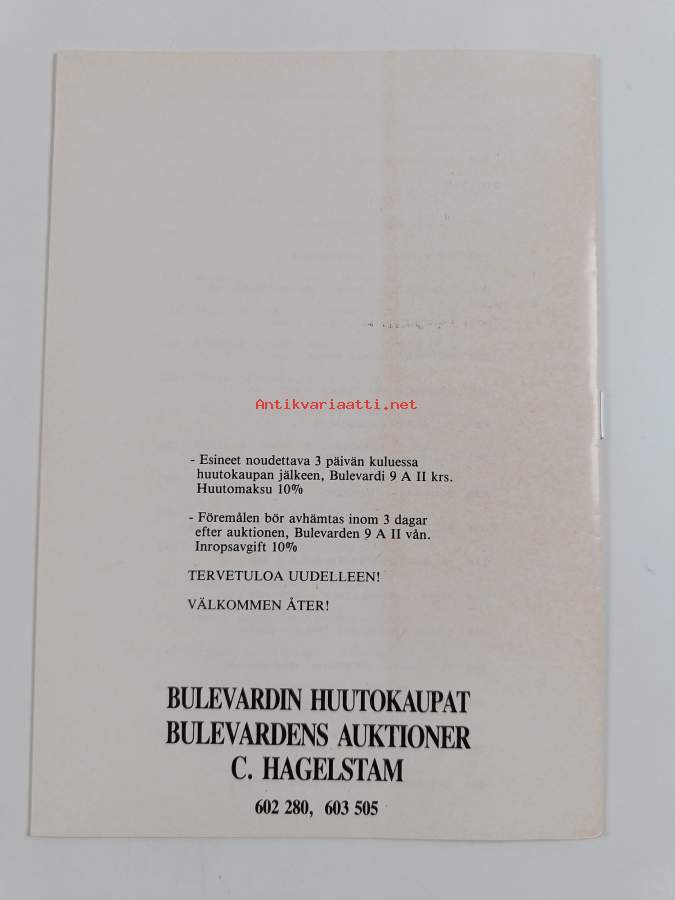 Antikvariaatti.net
- Esineet noudettava 3 päivän kuluessa
huutokaupan jälkeen, Bulevardi 9 A II krs.
Huutomaksu 10%
- Föremålen bör avhämtas inom 3 dagar
efter auktionen, Bulevarden 9 A II vån.
Inropsavgift 10%
TERVETULOA UUDELLEEN!
VÄLKOMMEN ÅTER!
BULEVARDIN HUUTOKAUPAT
BULEVARDENS AUKTIONER
C. HAGELSTAM
602 280, 603 505